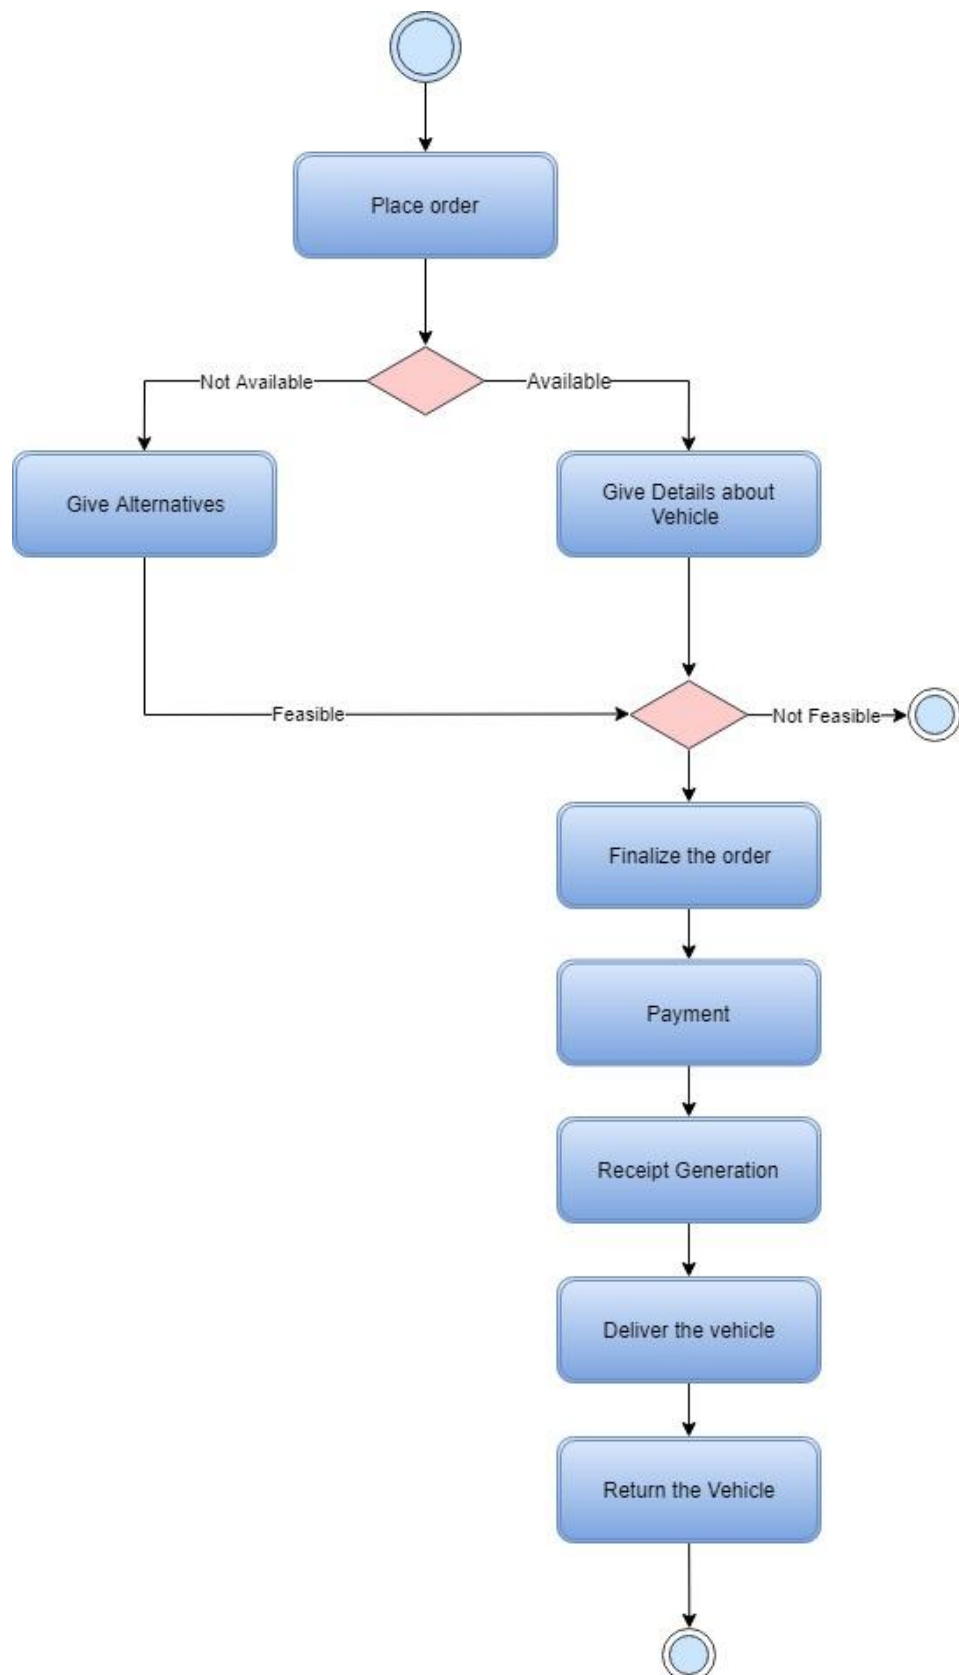 Place order
Not Available
Available
Give Alternatives
Give Details about
Vehicle
Feasible
Not Feasible
Finalize the order
Payment
Receipt Generation
Deliver the vehicle
Return the Vehicle